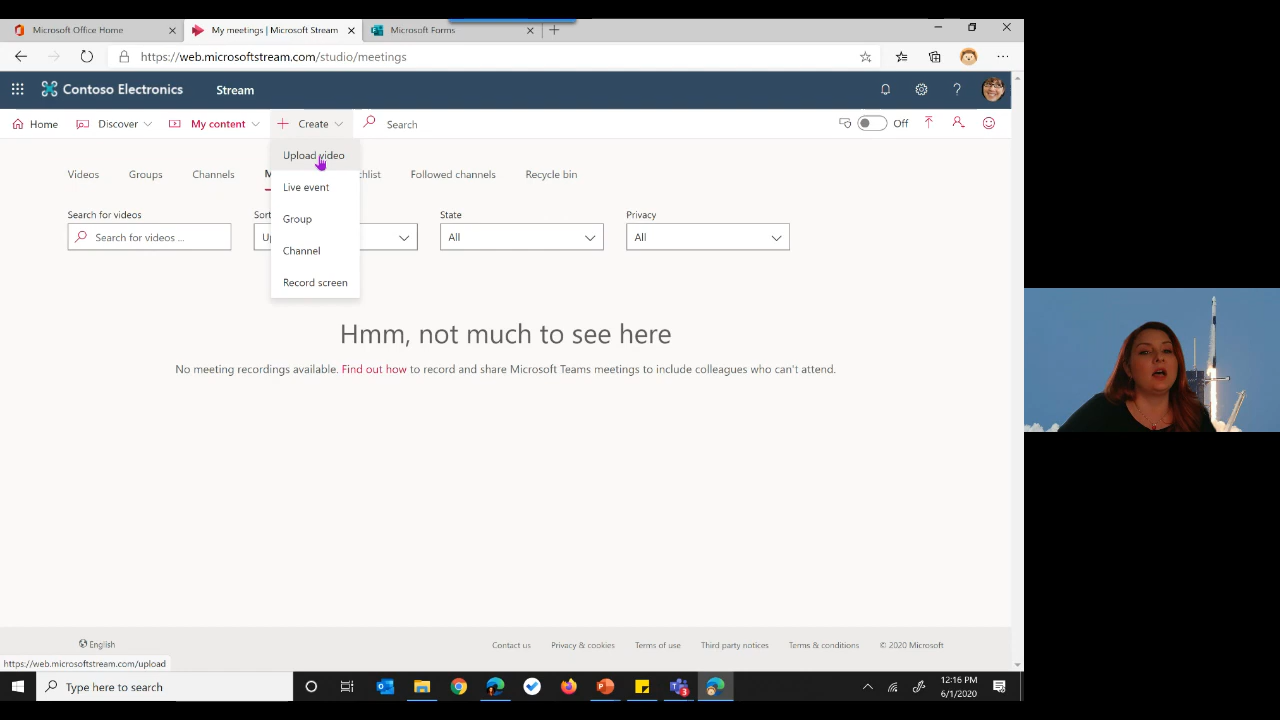 Microsoft Office Home
My meetings | Microsoft Stream
Microsoft Forms
https://web.microsoftstream.com/studio/meetings
Contoso Electronics
Stream
Home
Discover
My content
Create
Search
Off
Upload video
Live event
Group
Channel
Record screen
Videos
Groups
Channels
M
hlist
Followed channels
Recycle bin
Search for videos
Sort
State
Privacy
Search for videos ...
Up
All
All
Hmm, not much to see here
No meeting recordings available. Find out how to record and share Microsoft Teams meetings to include colleagues who can't attend.
English
Contact us
Privacy & cookies
Terms of use
Third party notices
Terms & conditions
© 2020 Microsoft
https://web.microsoftstream.com/upload
Type here to search
12:16 PM
6/1/2020